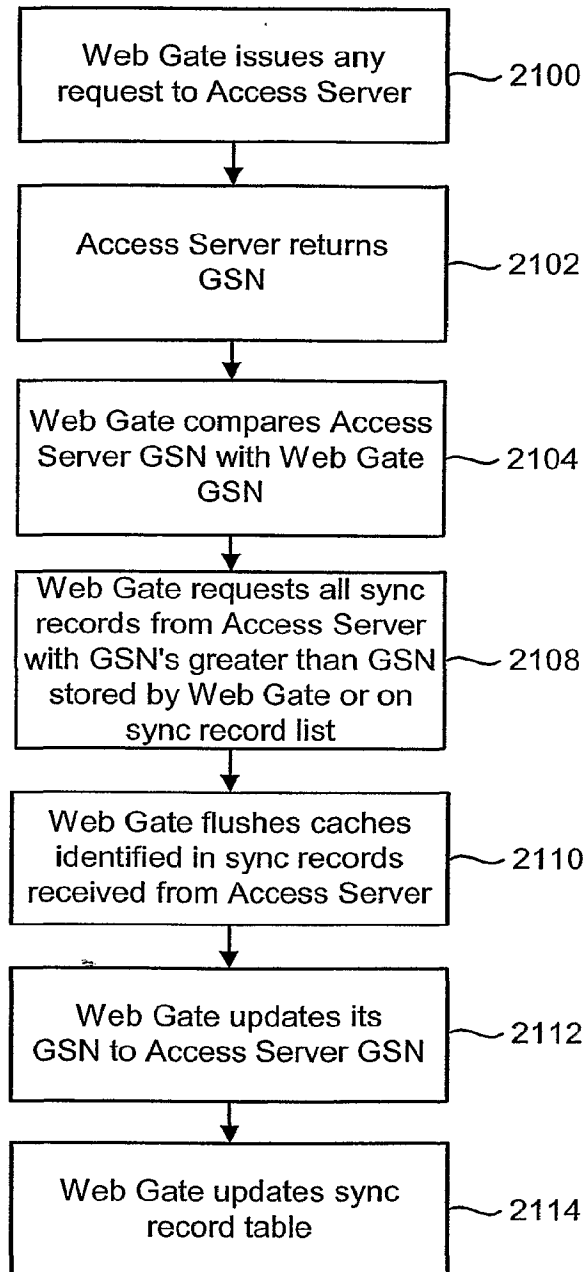 Web Gate issues any
request to Access Server
2100
Access Server returns
GSN
2102
Web Gate compares Access
Server GSN with Web Gate
GSN
2104
Web Gate requests all sync
records from Access Server
with GSN's greater than GSN
stored by Web Gate or on
sync record list
2108
Web Gate flushes caches
identified in sync records
received from Access Server
2110
Web Gate updates its
GSN to Access Server GSN
2112
Web Gate updates sync
record table
2114